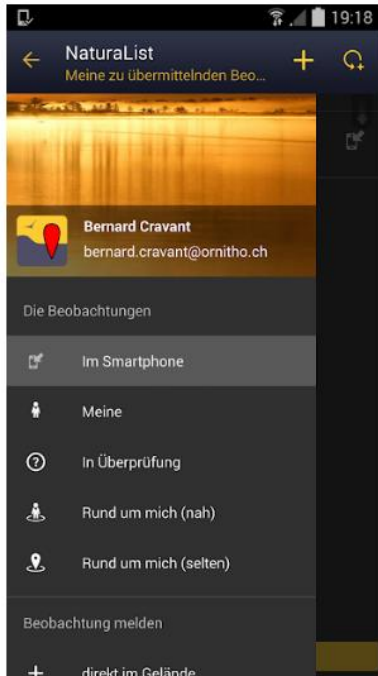 19:18
NaturaList
Meine zu übermittelnden Beo...
Bernard Cravant
bernard.cravant@ornitho.ch
Die Beobachtungen
Im Smartphone
Meine
In Überprüfung
Rund um mich (nah)
Rund um mich (selten)
Beobachtung melden
direkt im Gelände